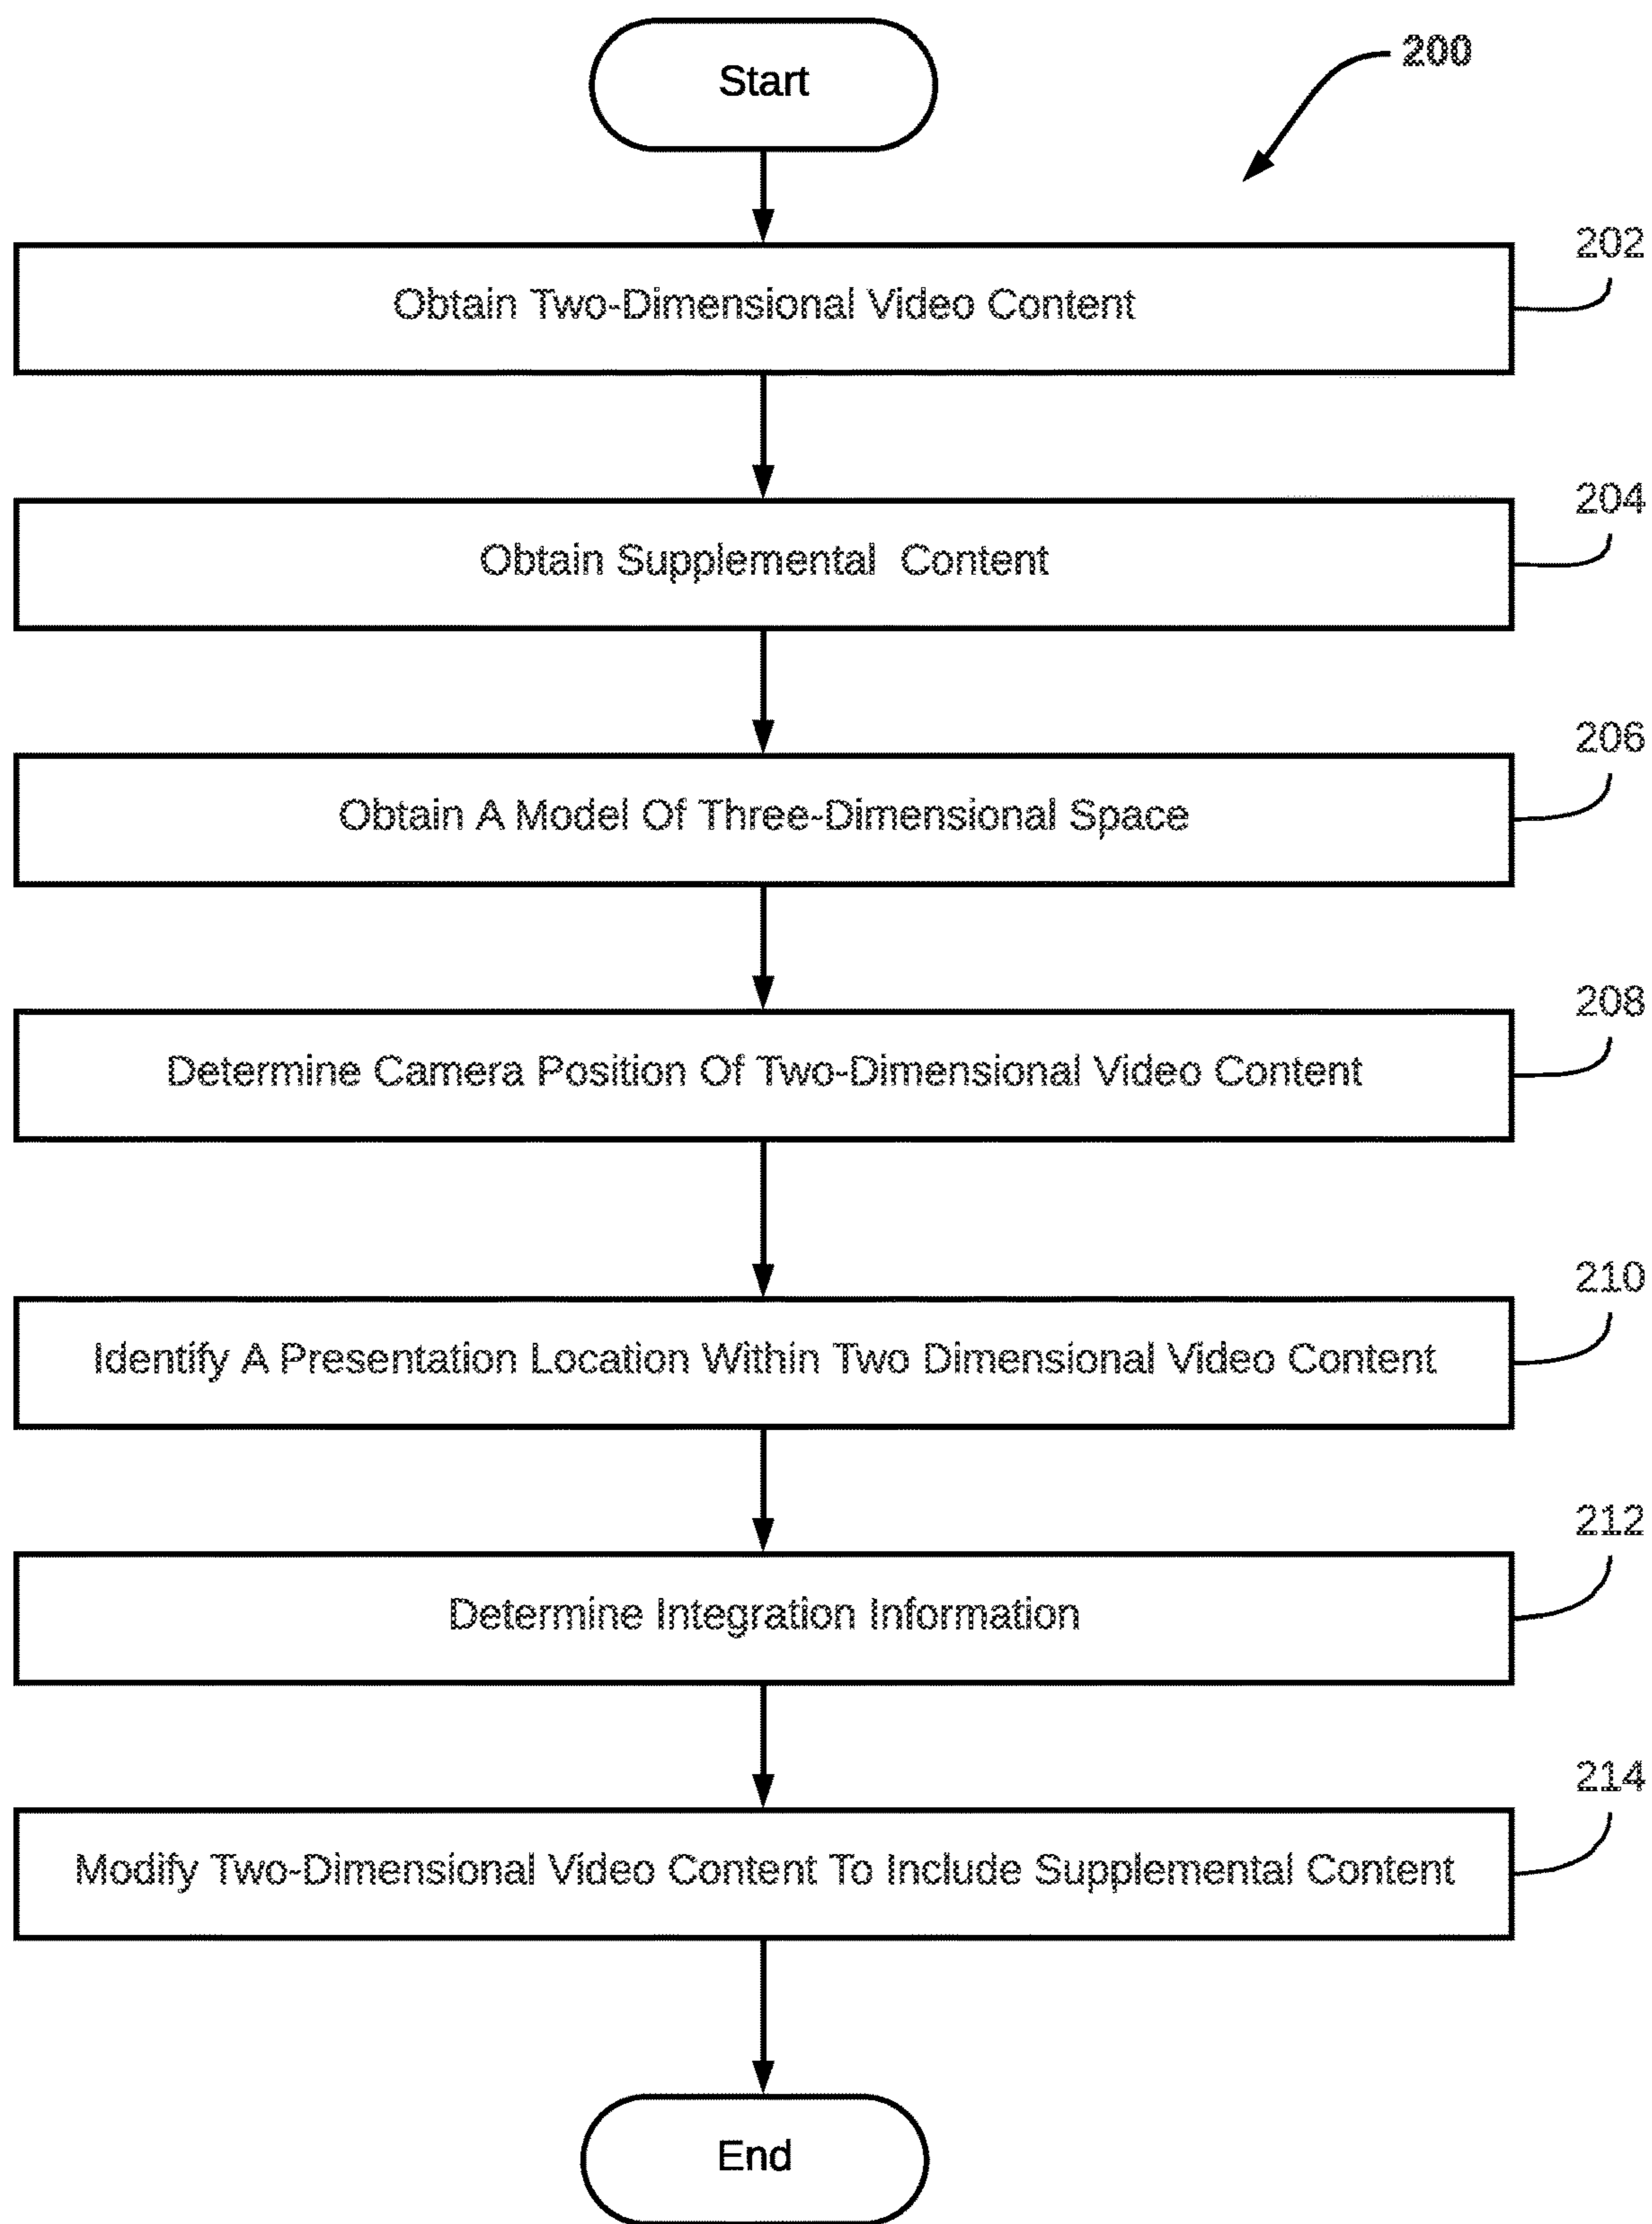 Start
200
202
Obtain Two-Dimensional Video Content
204
Obtain Supplemental Content
206
Obtain A Model Of Three-Dimensional Space
208
Determine Camera Position Of Two-Dimensional Video Content
210
Identify A Presentation Location Within Two Dimensional Video Content
212
Determine Integration Information
214
Modify Two-Dimensional Video Content To Include Supplemental Content
End